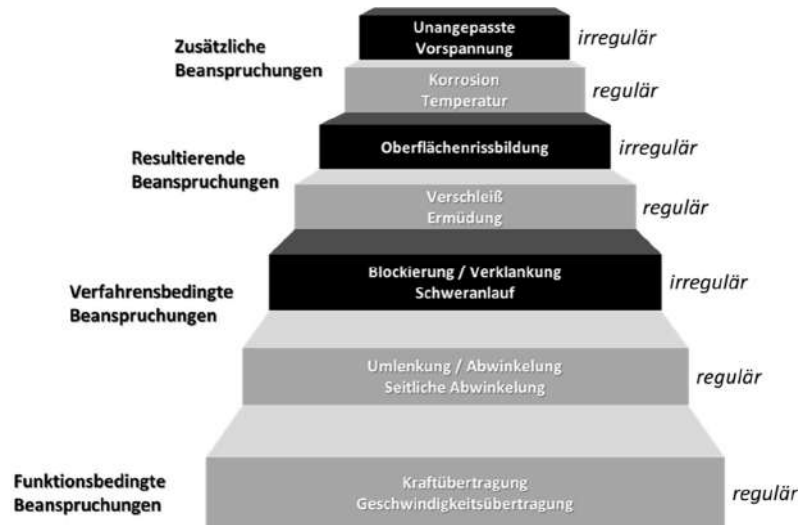 Zusätzliche
Beanspruchungen
Unangepasste
Vorspannung
irregulär
Korrosion
Temperatur
regulär
Resultierende
Beanspruchungen
Oberflächenrissbildung
irregulär
Verschleiß
Ermüdung
regulär
Verfahrensbedingte
Beanspruchungen
Blockierung / Verklankung
Schweranlauf
irregulär
Umlenkung / Abwinkelung
Seitliche Abwinkelung
regulär
Funktionsbedingte
Beanspruchungen
Kraftübertragung
Geschwindigkeitsübertragung
regulär